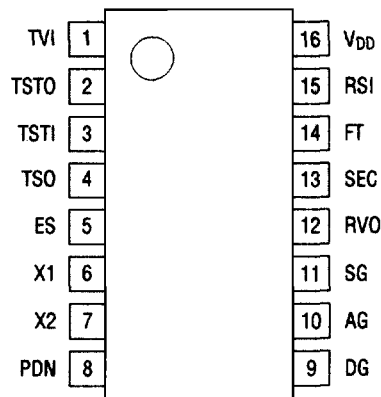 TVI 1 16 VDD
TSTO 2 15 RSI
TSTI 3 14 FT
TSO 4 13 SEC
ES 5 12 RVO
X1 6 11 SG
X2 7 10 AG
PDN 8 9 DG